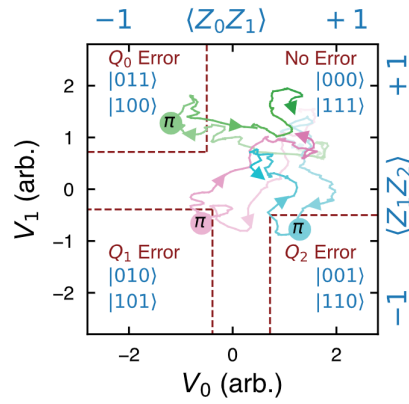 −1 ⟨Z₀Z₁⟩ +1
Q₀ Error
|011⟩
|100⟩
No Error
|000⟩
|111⟩
π
π
π
Q₁ Error
|010⟩
|101⟩
Q₂ Error
|001⟩
|110⟩
2
1
0
−1
−2
V₁ (arb.)
−2 0 2
V₀ (arb.)
+1
⟨Z₁Z₂⟩
−1